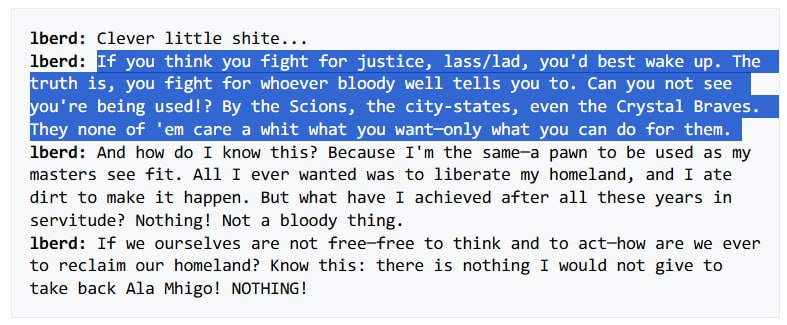 lberd: Clever little shite...
lberd: If you think you fight for justice, lass/lad, you'd best wake up. The
truth is, you fight for whoever bloody well tells you to. Can you not see
you're being used!? By the Scions, the city-states, even the Crystal Braves.
They none of 'em care a whit what you want—only what you can do for them.
lberd: And how do I know this? Because I'm the same—a pawn to be used as my
masters see fit. All I ever wanted was to liberate my homeland, and I ate
dirt to make it happen. But what have I achieved after all these years in
servitude? Nothing! Not a bloody thing.
lberd: If we ourselves are not free—free to think and to act—how are we ever
to reclaim our homeland? Know this: there is nothing I would not give to
take back Ala Mhigo! NOTHING!